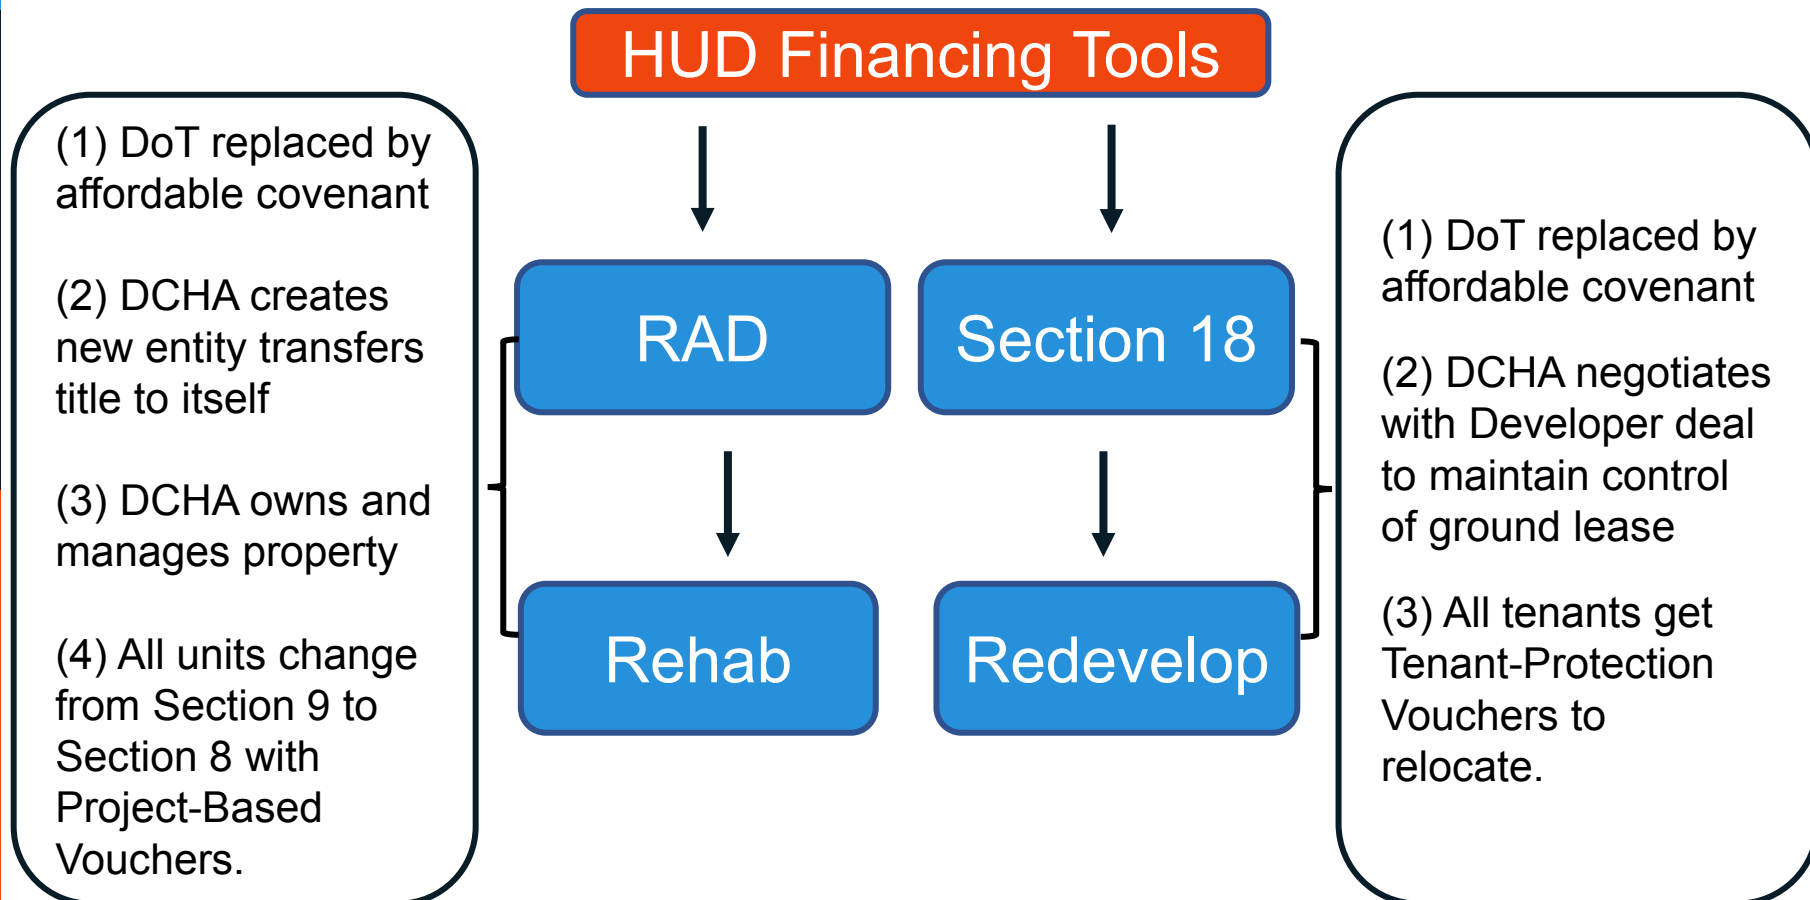 HUD Financing Tools
(1) DoT replaced by
affordable covenant
(2) DCHA creates
new entity transfers
title to itself
(3) DCHA owns and
manages property
(4) All units change
from Section 9 to
Section 8 with
Project-Based
Vouchers.
RAD
Section 18
Rehab
Redevelop
(1) DoT replaced by
affordable covenant
(2) DCHA negotiates
with Developer deal
to maintain control
of ground lease
(3) All tenants get
Tenant-Protection
Vouchers to
relocate.